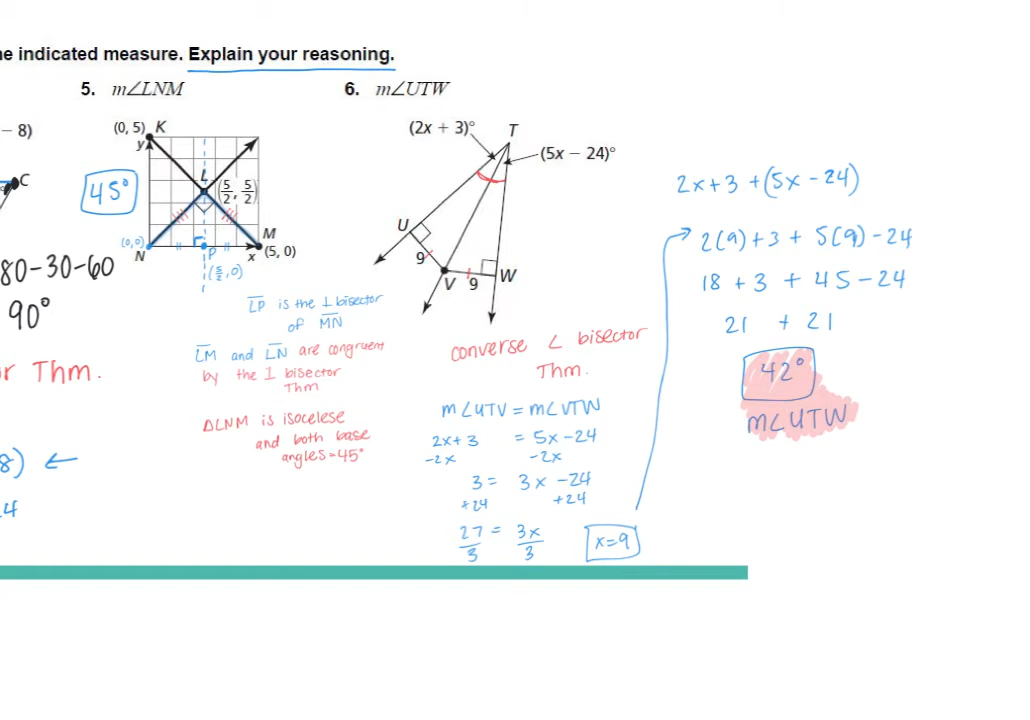 ne indicated measure. Explain your reasoning.
5. m∠LNM
6. m∠UTW
– 8)
C
(0, 5) K
y
L
(5/2, 5/2)
45°
(0,0)
N
P
x
M
(5, 0)
(5/2, 0)
80-30-60
90°
or Thm.
8) ←
4
LP is the ⊥ bisector
of MN
LM and LN are congruent
by the ⊥ bisector
Thm
△LNM is isocelese
and both base
angles=45°
(2x + 3)°
T
(5x – 24)°
U
9
V
9
W
converse ∠ bisector
Thm.
m∠UTV = m∠VTW
2x+3 = 5x-24
-2x -2x
3 = 3x -24
+24 +24
27/3 = 3x/3
x=9
2x+3 +(5x-24)
→ 2(9)+3 + 5(9)-24
18 +3 + 45-24
21 + 21
42°
m∠UTW